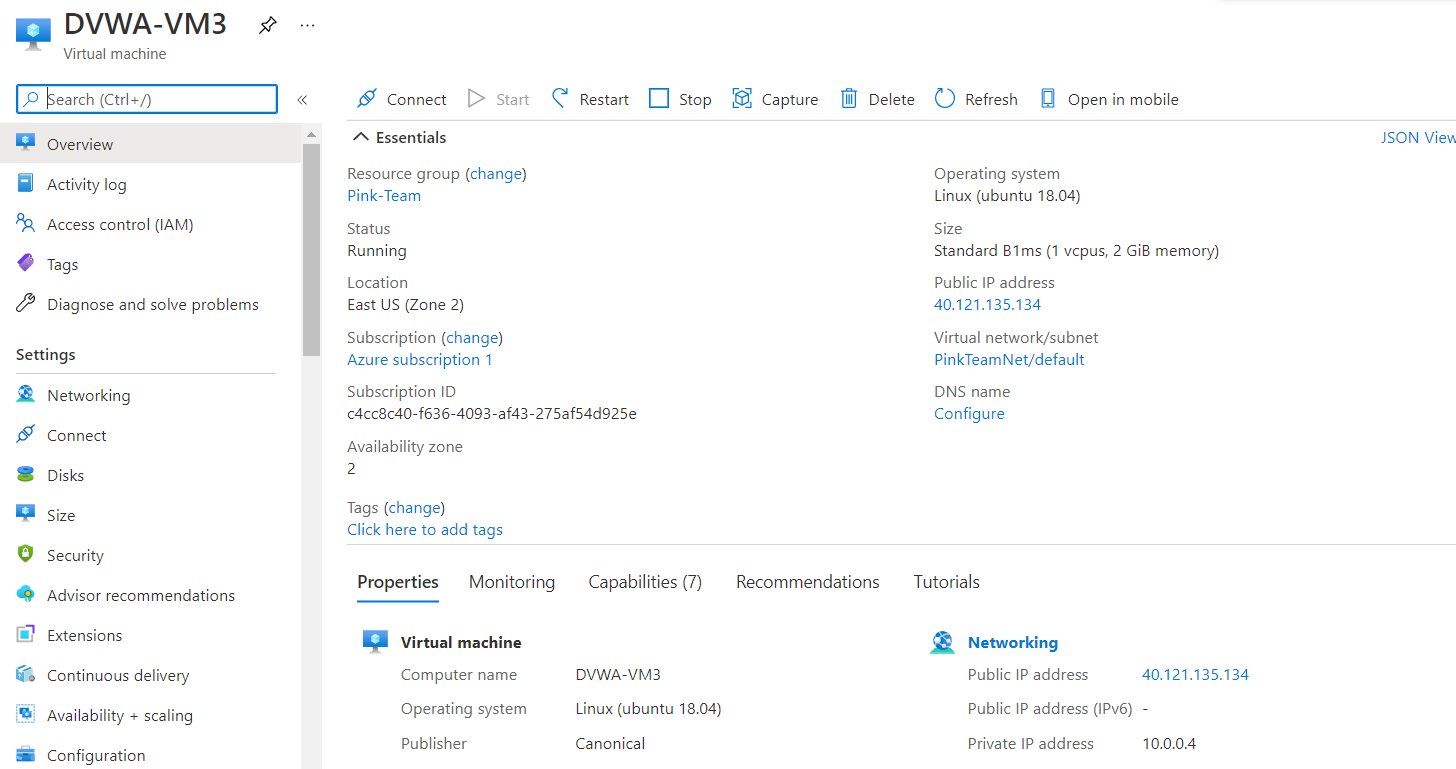 DVWA-VM3
...
Virtual machine
Search (Ctrl+/)
«
Overview
Activity log
Access control (IAM)
Tags
Diagnose and solve problems
Settings
Networking
Connect
Disks
Size
Security
Advisor recommendations
Extensions
Continuous delivery
Availability + scaling
Configuration
Connect Start Restart Stop Capture Delete Refresh Open in mobile
Essentials
JSON View
Resource group (change)
Pink-Team
Status
Running
Location
East US (Zone 2)
Subscription (change)
Azure subscription 1
Subscription ID
c4cc8c40-f636-4093-af43-275af54d925e
Availability zone
2
Tags (change)
Click here to add tags
Operating system
Linux (ubuntu 18.04)
Size
Standard B1ms (1 vcpus, 2 GiB memory)
Public IP address
40.121.135.134
Virtual network/subnet
PinkTeamNet/default
DNS name
Configure
Properties Monitoring Capabilities (7) Recommendations Tutorials
Virtual machine
Computer name DVWA-VM3
Operating system Linux (ubuntu 18.04)
Publisher Canonical
Networking
Public IP address 40.121.135.134
Public IP address (IPv6) -
Private IP address 10.0.0.4